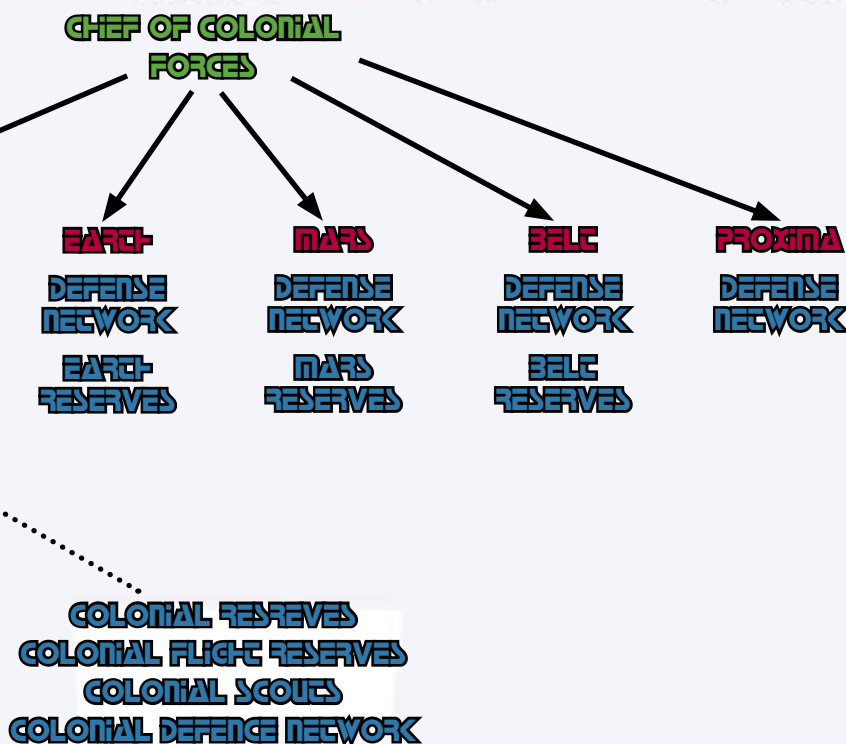 CHIEF OF COLONIAL
FORCES
EARTH
DEFENSE
NETWORK
EARTH
RESERVES
MARS
DEFENSE
NETWORK
MARS
RESERVES
BELT
DEFENSE
NETWORK
BELT
RESERVES
PROXIMA
DEFENSE
NETWORK
COLONIAL RESREVES
COLONIAL FLIGHT RESERVES
COLONIAL SCOUTS
COLONIAL DEFENCE NETWORK